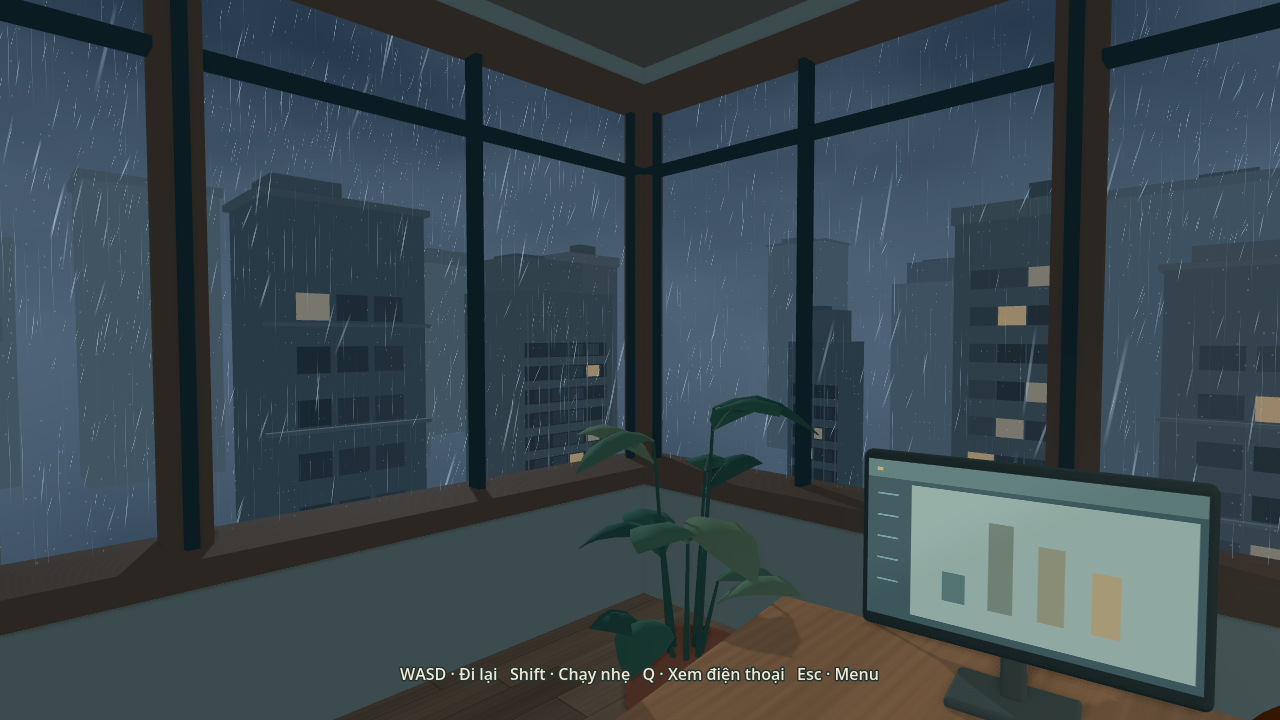 WASD · Đi lại   Shift · Chạy nhẹ   Q · Xem điện thoại   Esc · Menu